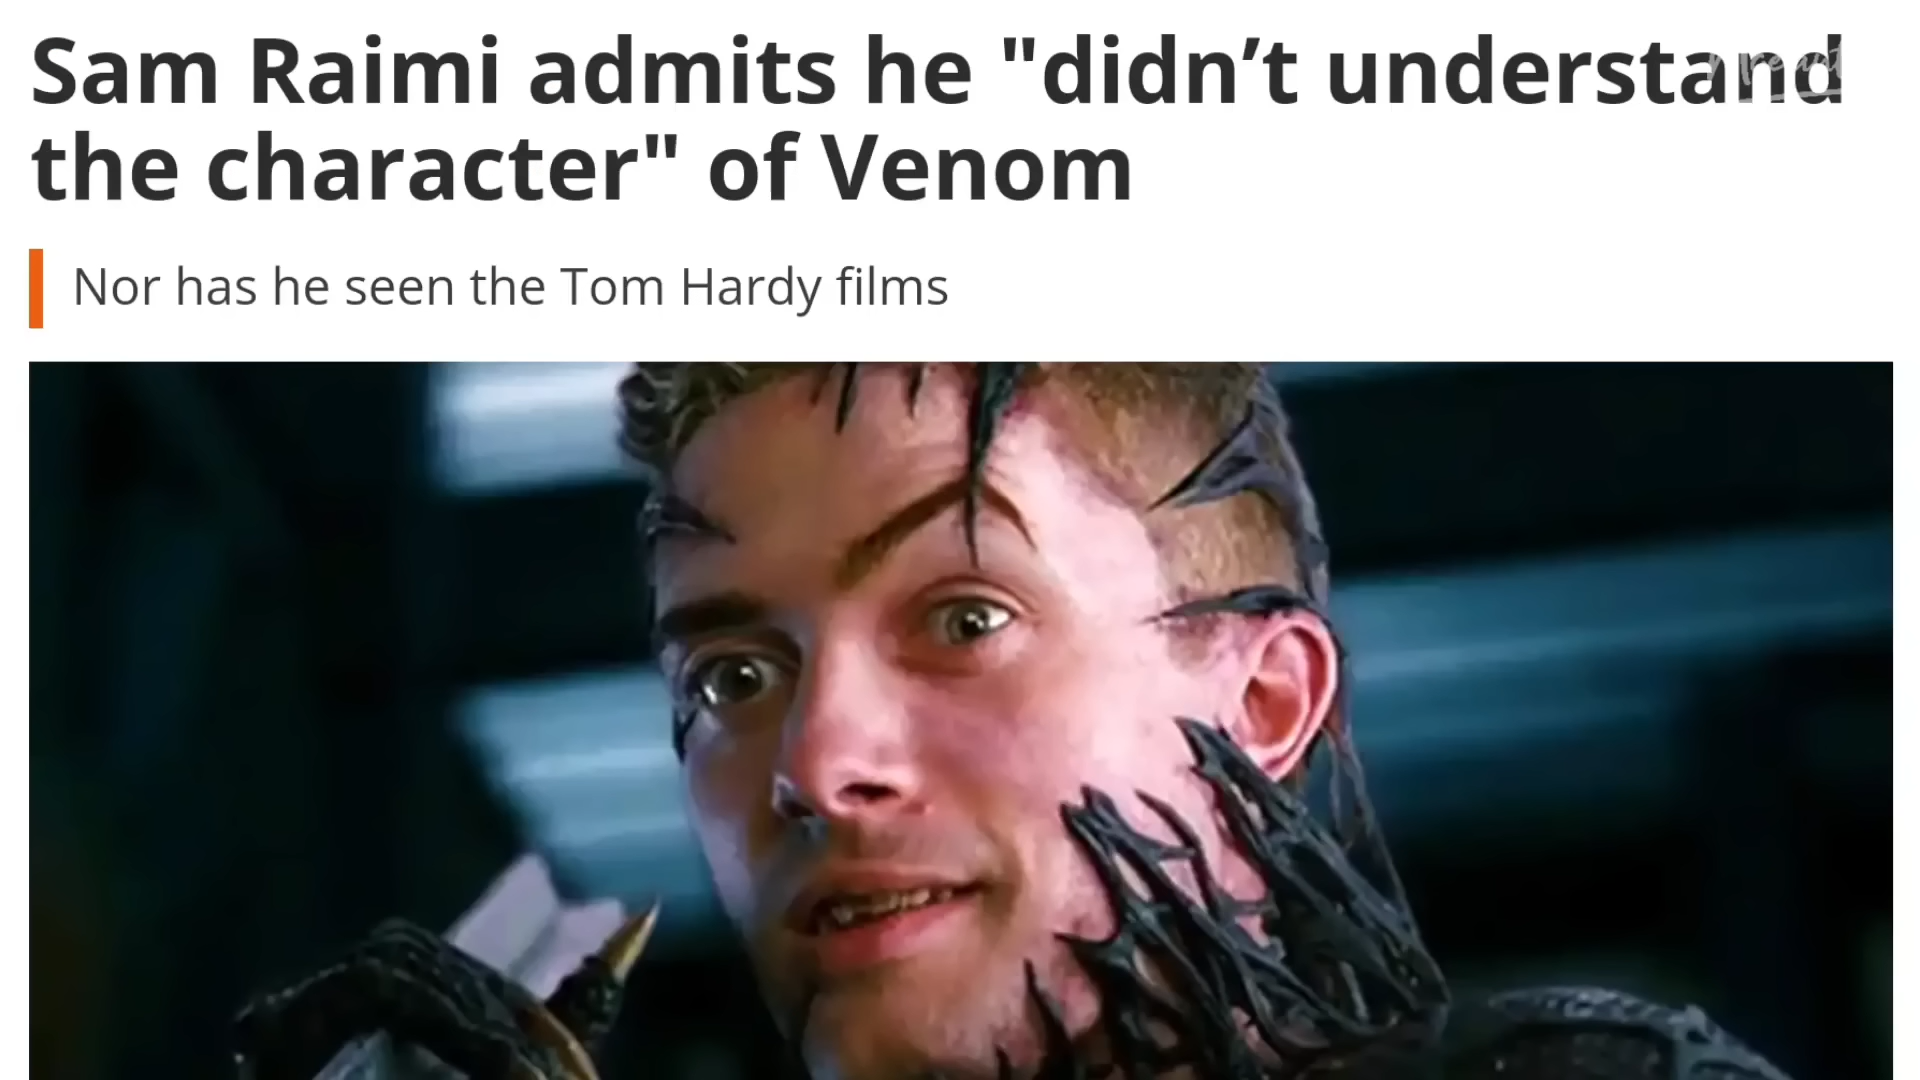 Sam Raimi admits he "didn’t understand
the character" of Venom
Nor has he seen the Tom Hardy films